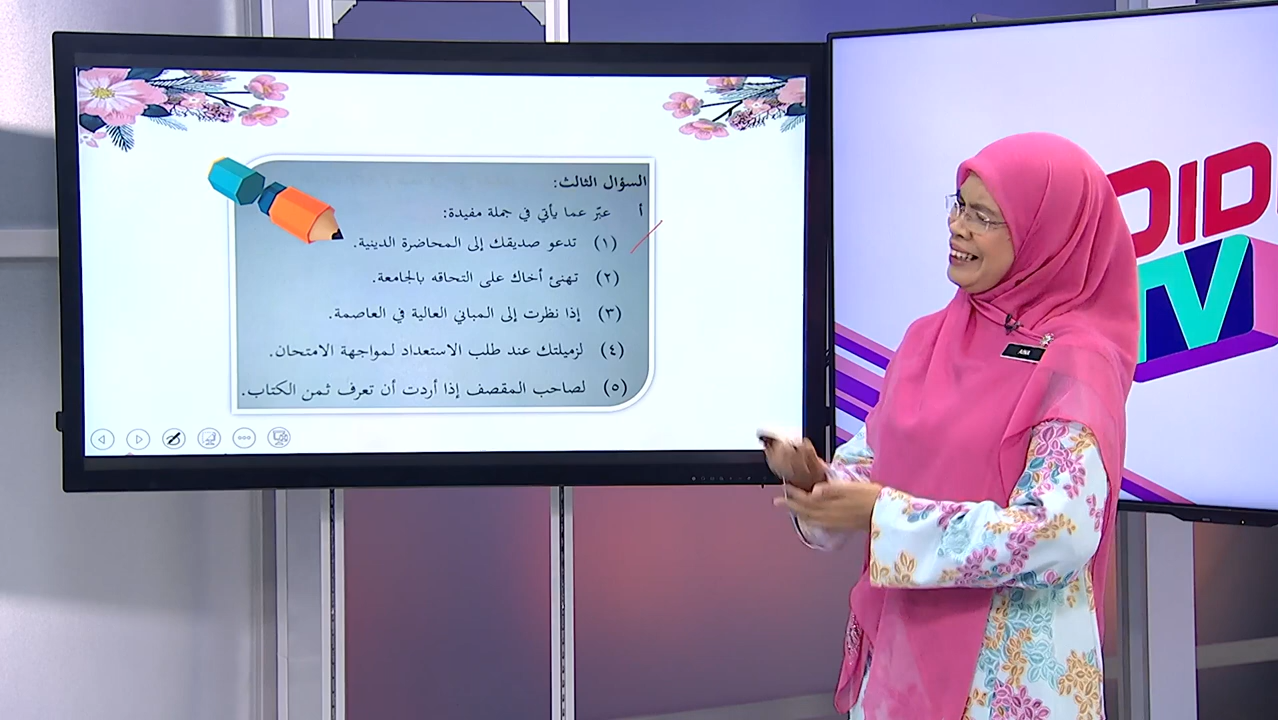 السؤال الثالث:
أ عبّر عما يأتي في جملة مفيدة:
(١) تدعو صديقك إلى المحاضرة الدينية.
(٢) تهنئ أخاك على التحاقه بالجامعة.
(٣) إذا نظرت إلى المباني العالية في العاصمة.
(٤) لزميلتك عند طلب الاستعداد لمواجهة الامتحان.
(٥) لصاحب المقصف إذا أردت أن تعرف ثمن الكتاب.
DID
TV